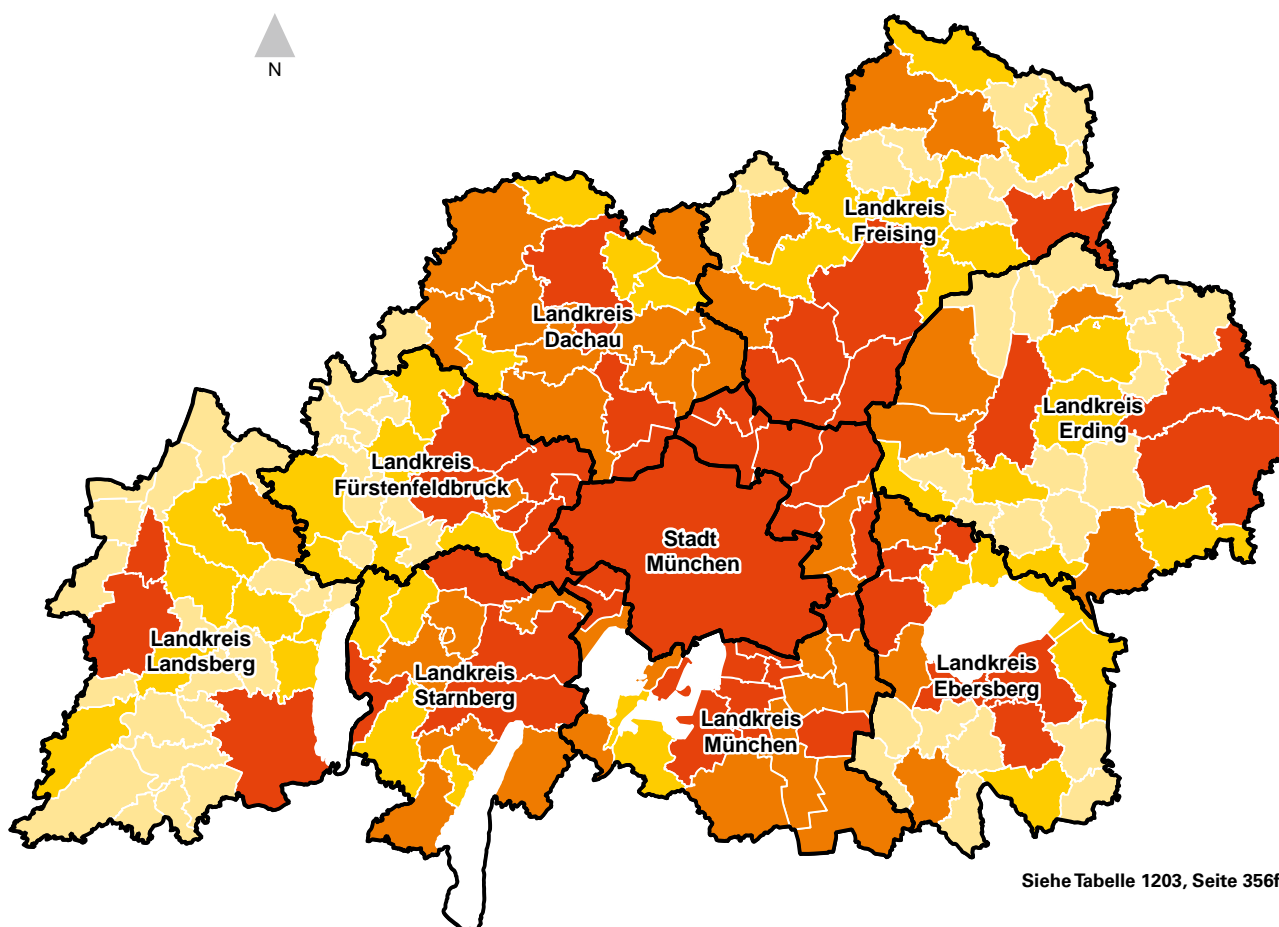 N
Landkreis
Freising
Landkreis
Dachau
Landkreis
Erding
Landkreis
Fürstenfeldbruck
Stadt
München
Landkreis
Landsberg
Landkreis
Starnberg
Landkreis
Ebersberg
Landkreis
München
Siehe Tabelle 1203, Seite 356f